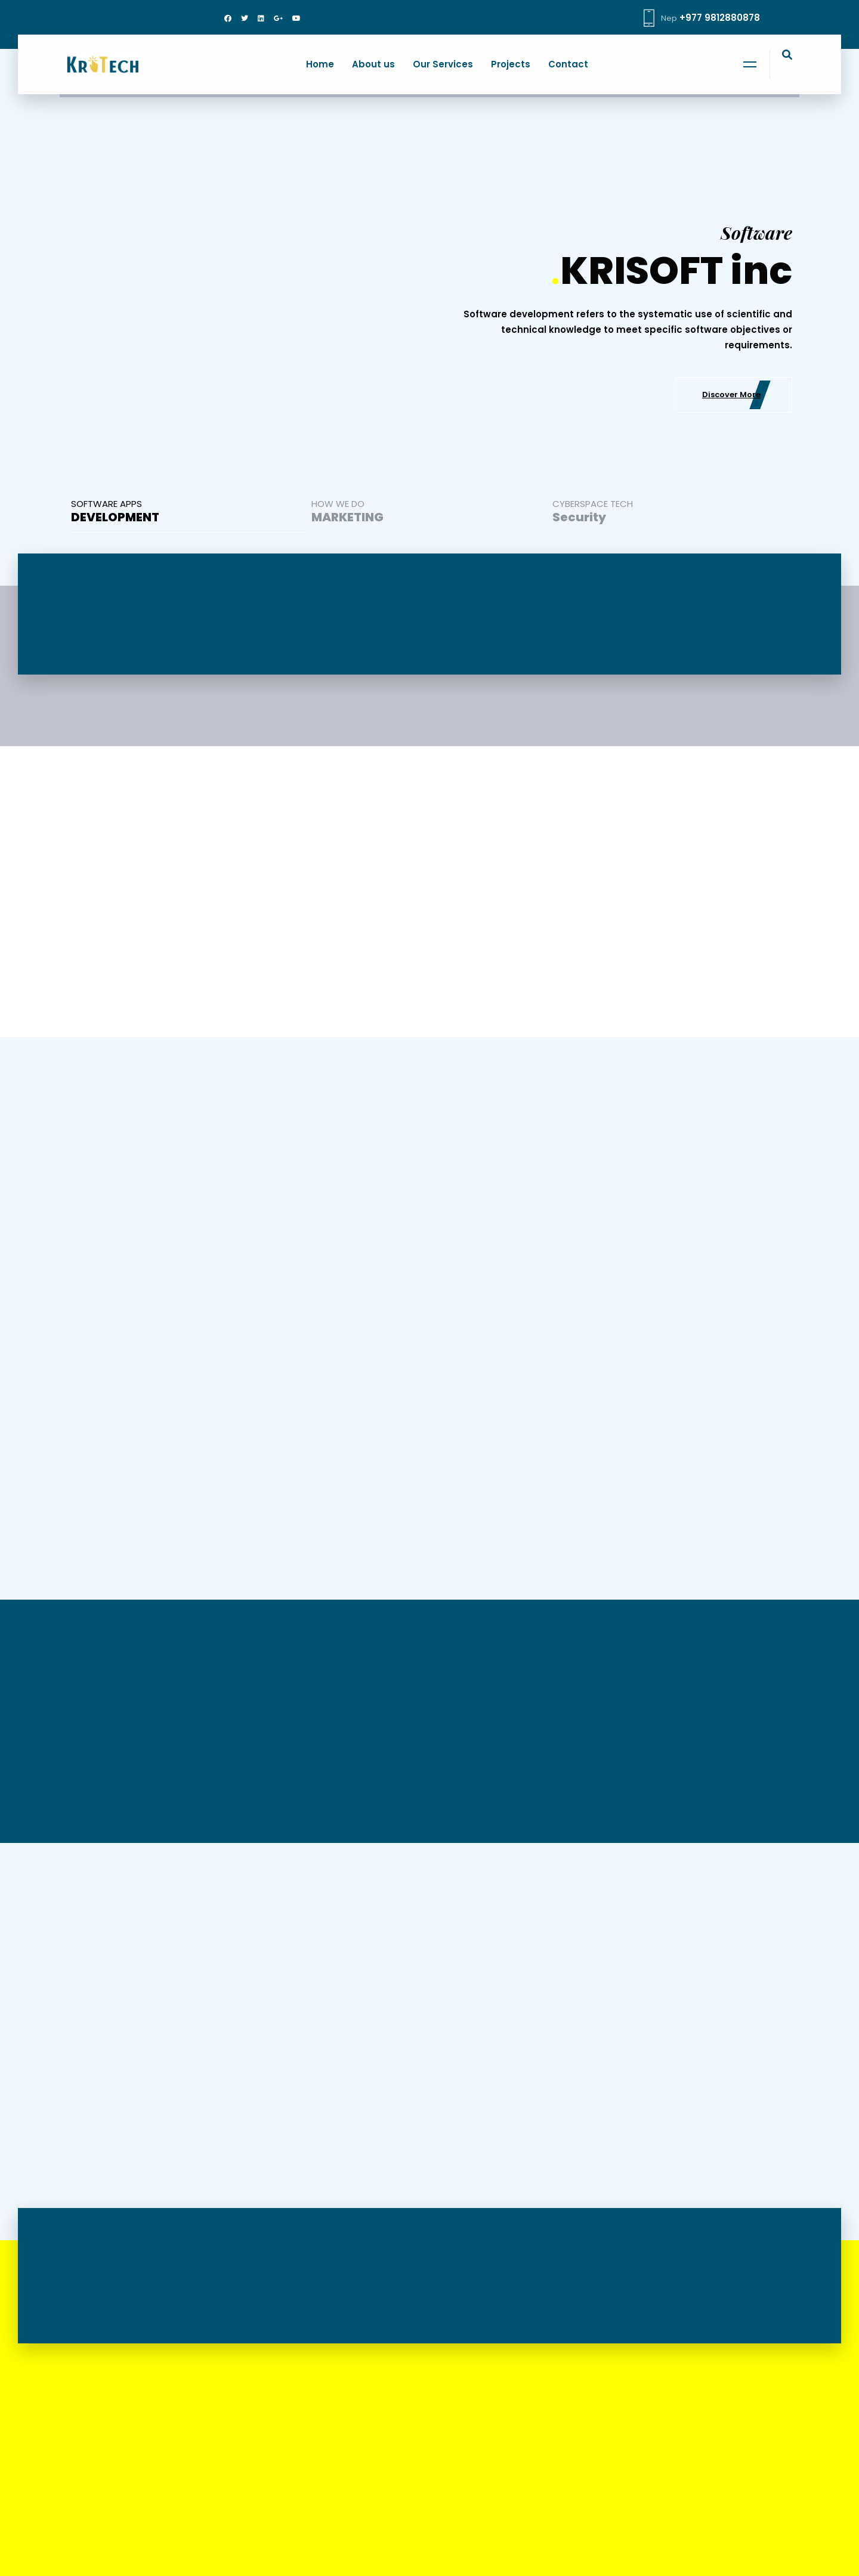 Nep +977 9812880878
KRITECH
Home About us Our Services Projects Contact
Software
.KRISOFT inc
Software development refers to the systematic use of scientific and
technical knowledge to meet specific software objectives or
requirements.
Discover More
SOFTWARE APPS
DEVELOPMENT
HOW WE DO
MARKETING
CYBERSPACE TECH
Security